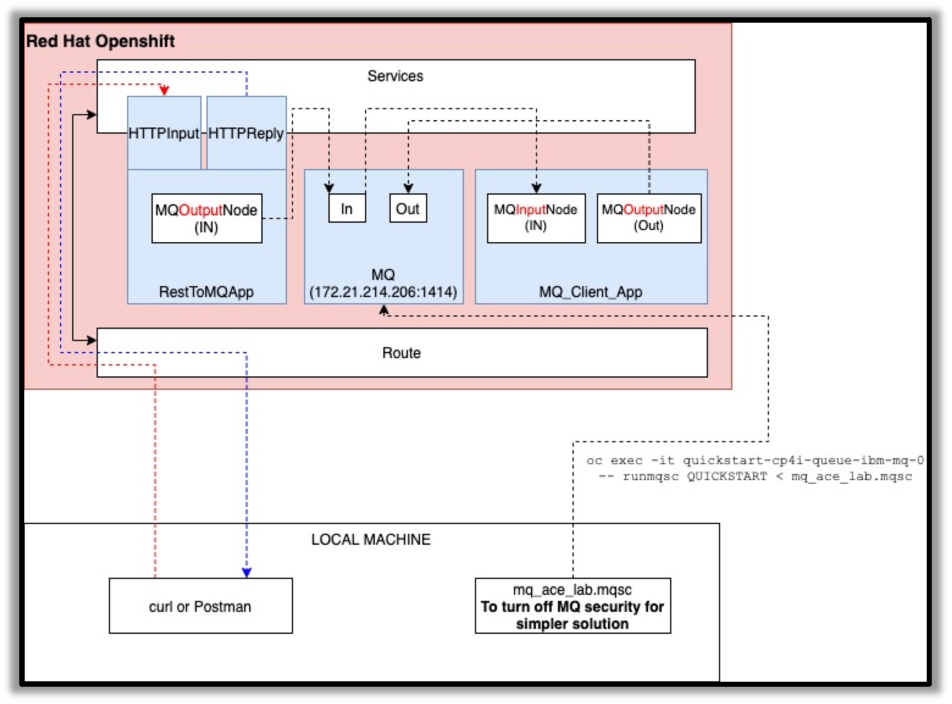 Red Hat Openshift
Services
HTTPInput
HTTPReply
MQOutputNode
(IN)
RestToMQApp
In
Out
MQ
(172.21.214.206:1414)
MQInputNode
(IN)
MQOutputNode
(Out)
MQ_Client_App
Route
oc exec -it quickstart-cp4i-queue-ibm-mq-0
-- runmqsc QUICKSTART < mq_ace_lab.mqsc
LOCAL MACHINE
curl or Postman
mq_ace_lab.mqsc
To turn off MQ security for
simpler solution